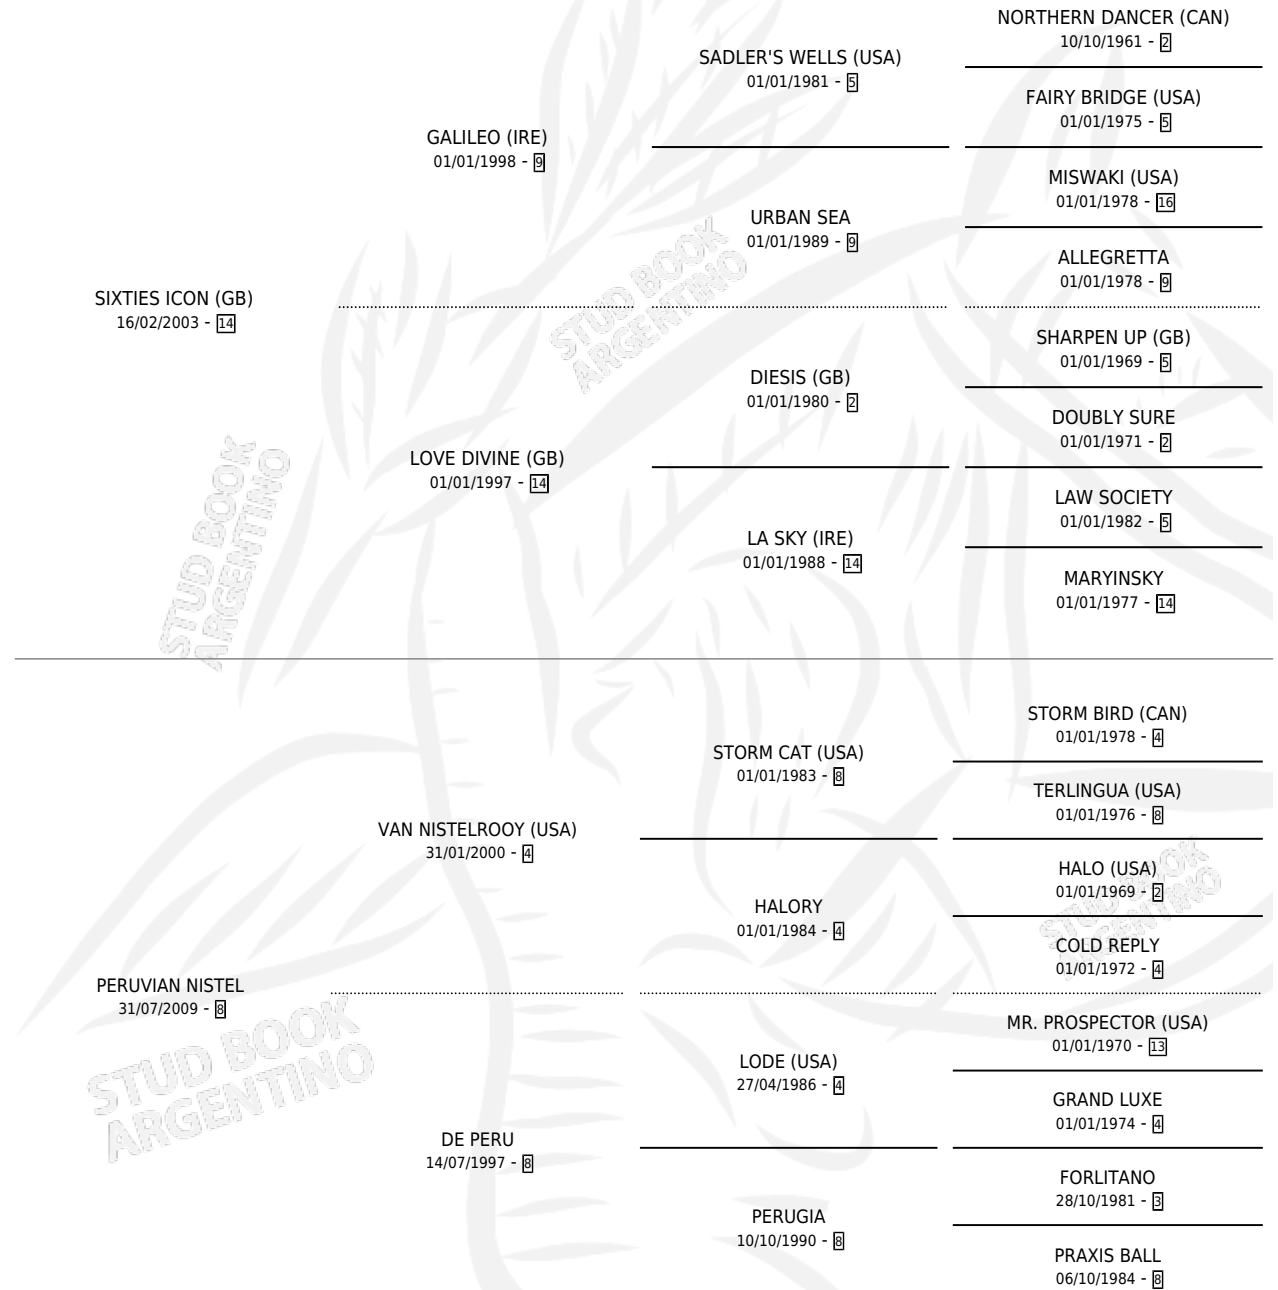 NORTHERN DANCER (CAN)
10/10/1961 - 2
SADLER'S WELLS (USA)
01/01/1981 - 5
FAIRY BRIDGE (USA)
01/01/1975 - 5
GALILEO (IRE)
01/01/1998 - 9
MISWAKI (USA)
01/01/1978 - 16
URBAN SEA
01/01/1989 - 9
ALLEGRETTA
01/01/1978 - 9
SIXTIES ICON (GB)
16/02/2003 - 14
SHARPEN UP (GB)
01/01/1969 - 5
DIESIS (GB)
01/01/1980 - 2
DOUBLY SURE
01/01/1971 - 2
LOVE DIVINE (GB)
01/01/1997 - 14
LAW SOCIETY
01/01/1982 - 5
LA SKY (IRE)
01/01/1988 - 14
MARYINSKY
01/01/1977 - 14
STORM BIRD (CAN)
01/01/1978 - 4
STORM CAT (USA)
01/01/1983 - 8
TERLINGUA (USA)
01/01/1976 - 8
VAN NISTELROOY (USA)
31/01/2000 - 4
HALO (USA)
01/01/1969 - 2
HALORY
01/01/1984 - 4
COLD REPLY
01/01/1972 - 4
PERUVIAN NISTEL
31/07/2009 - 8
MR. PROSPECTOR (USA)
01/01/1970 - 13
LODE (USA)
27/04/1986 - 4
GRAND LUXE
01/01/1974 - 4
DE PERU
14/07/1997 - 8
FORLITANO
28/10/1981 - 3
PERUGIA
10/10/1990 - 8
PRAXIS BALL
06/10/1984 - 8
STUD BOOK
ARGENTINO
STUD BOOK
ARGENTINO
STUD BOOK
ARGENTINO
STUD BOOK
ARGENTINO